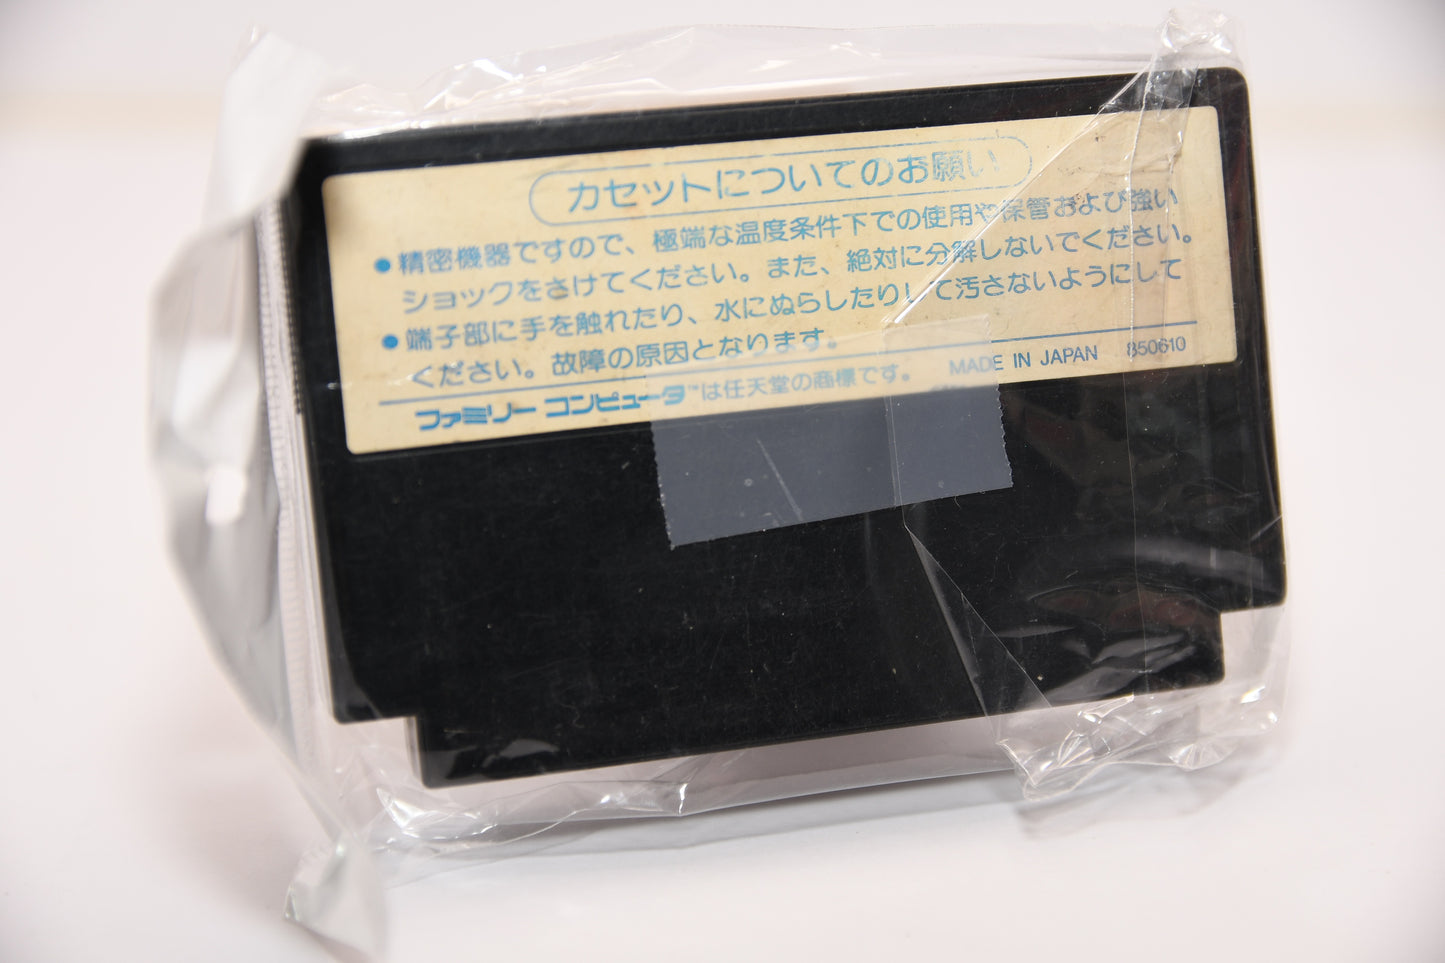 カセットについてのお願い
●精密機器ですので、極端な温度条件下での使用や保管および強い
ショックをさけてください。また、絶対に分解しないでください。
●端子部に手を触れたり、水にぬらしたりして汚さないようにして
ください。故障の原因となります。
ファミリー コンピュータ™は任天堂の商標です。 MADE IN JAPAN 850610